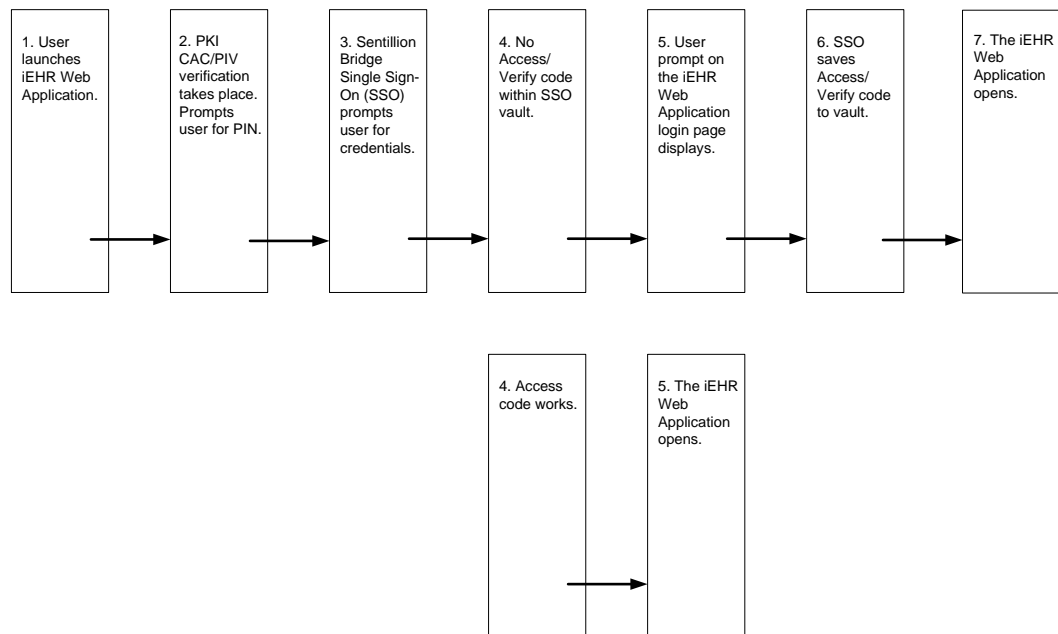 1. User
launches
iEHR Web
Application.
2. PKI
CAC/PIV
verification
takes place.
Prompts
user for PIN.
3. Sentillion
Bridge
Single Sign-
On (SSO)
prompts
user for
credentials.
4. No
Access/
Verify code
within SSO
vault.
5. User
prompt on
the iEHR
Web
Application
login page
displays.
6. SSO
saves
Access/
Verify code
to vault.
7. The iEHR
Web
Application
opens.
4. Access
code works.
5. The iEHR
Web
Application
opens.